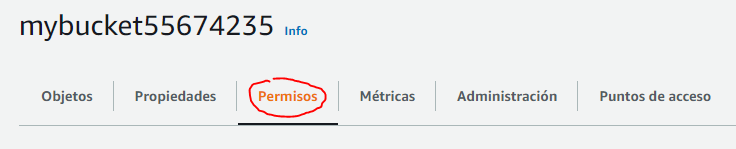 mybucket55674235 Info
Objetos Propiedades Permisos Métricas Administración Puntos de acceso